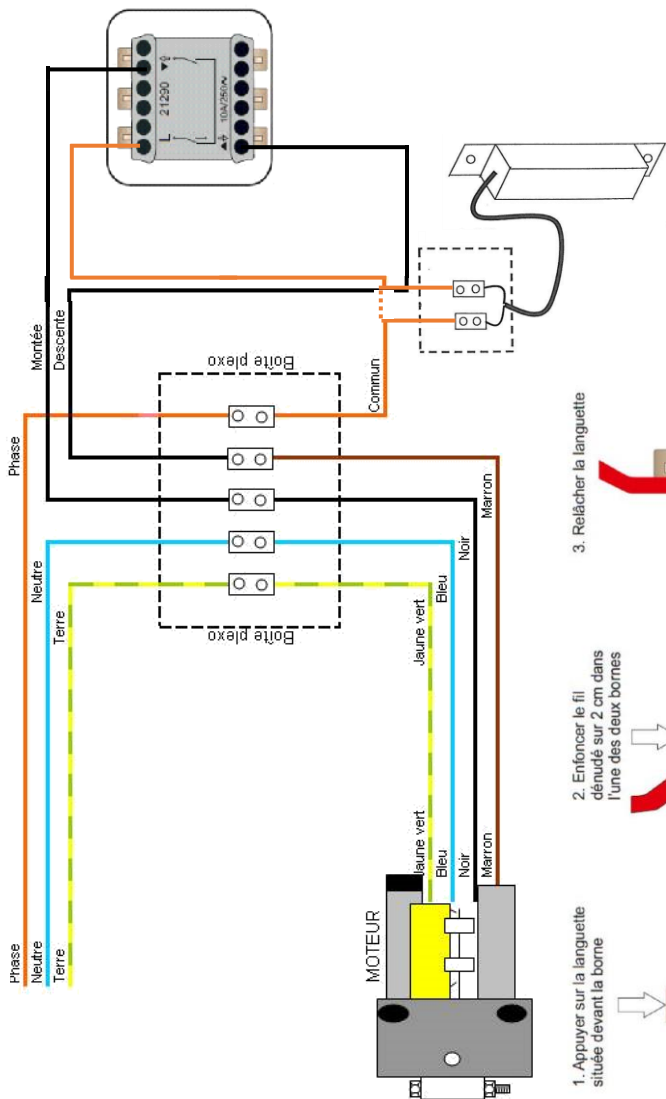 Phase
Neutre
Terre
Phase
Neutre
Terre
Montée
Descente
21290
L
10A/250V~
Boîte plexo
Boîte plexo
Commun
MOTEUR
Jaune vert
Bleu
Noir
Marron
Jaune vert
Bleu
Noir
Marron
1. Appuyer sur la languette
située devant la borne
2. Enfoncer le fil
dénudé sur 2 cm dans
l'une des deux bornes
3. Relâcher la languette